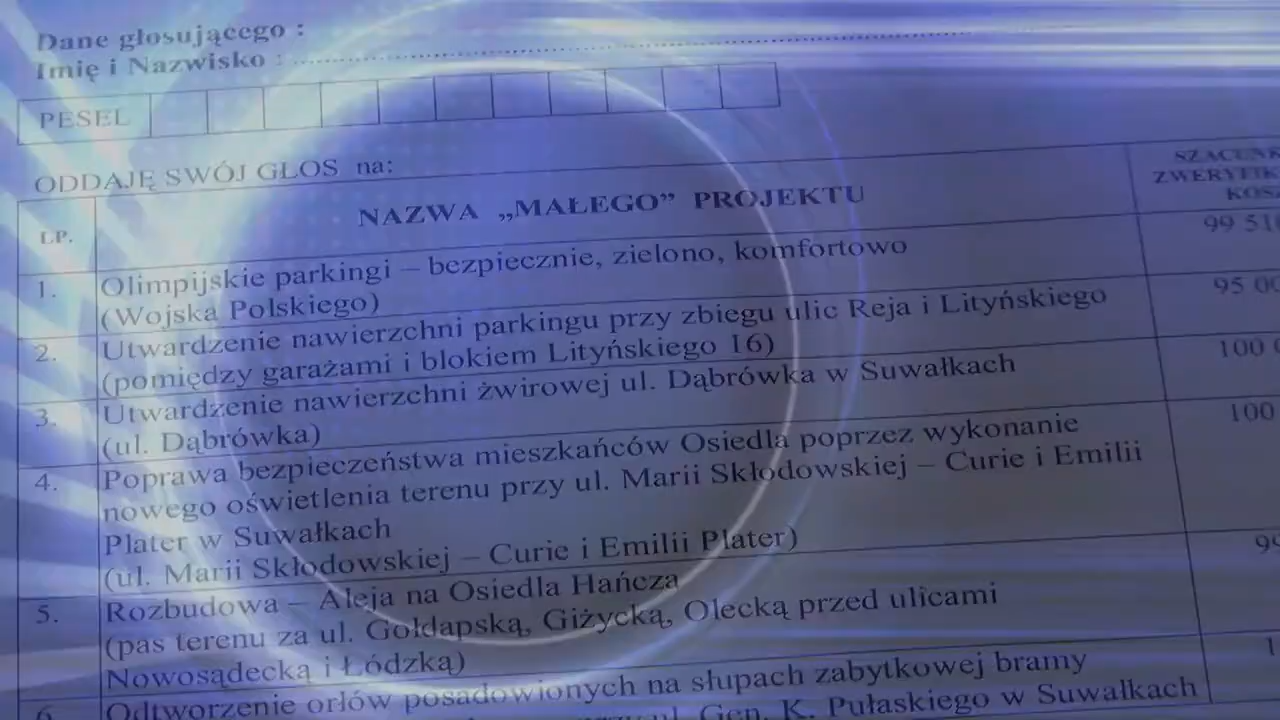 Dane głosującego :
Imię i Nazwisko :
PESEL
ODDAJĘ SWÓJ GŁOS na:
LP.
NAZWA „MAŁEGO” PROJEKTU
1.
Olimpijskie parkingi – bezpiecznie, zielono, komfortowo
(Wojska Polskiego)
2.
Utwardzenie nawierzchni parkingu przy zbiegu ulic Reja i Lityńskiego
(pomiędzy garażami i blokiem Lityńskiego 16)
95
3.
Utwardzenie nawierzchni żwirowej ul. Dąbrówka w Suwałkach
(ul. Dąbrówka)
100
4.
Poprawa bezpieczeństwa mieszkańców Osiedla poprzez wykonanie
nowego oświetlenia terenu przy ul. Marii Skłodowskiej – Curie i Emilii
Plater w Suwałkach
(ul. Marii Skłodowskiej – Curie i Emilii Plater)
100
5.
Rozbudowa – Aleja na Osiedla Hańcza
(pas terenu za ul. Gołdapską, Giżycką, Olecką przed ulicami
Nowosądecką i Łódzką)
6.
Odtworzenie orłów posadowionych na słupach zabytkowej bramy
ul. Gen. K. Pułaskiego w Suwałkach